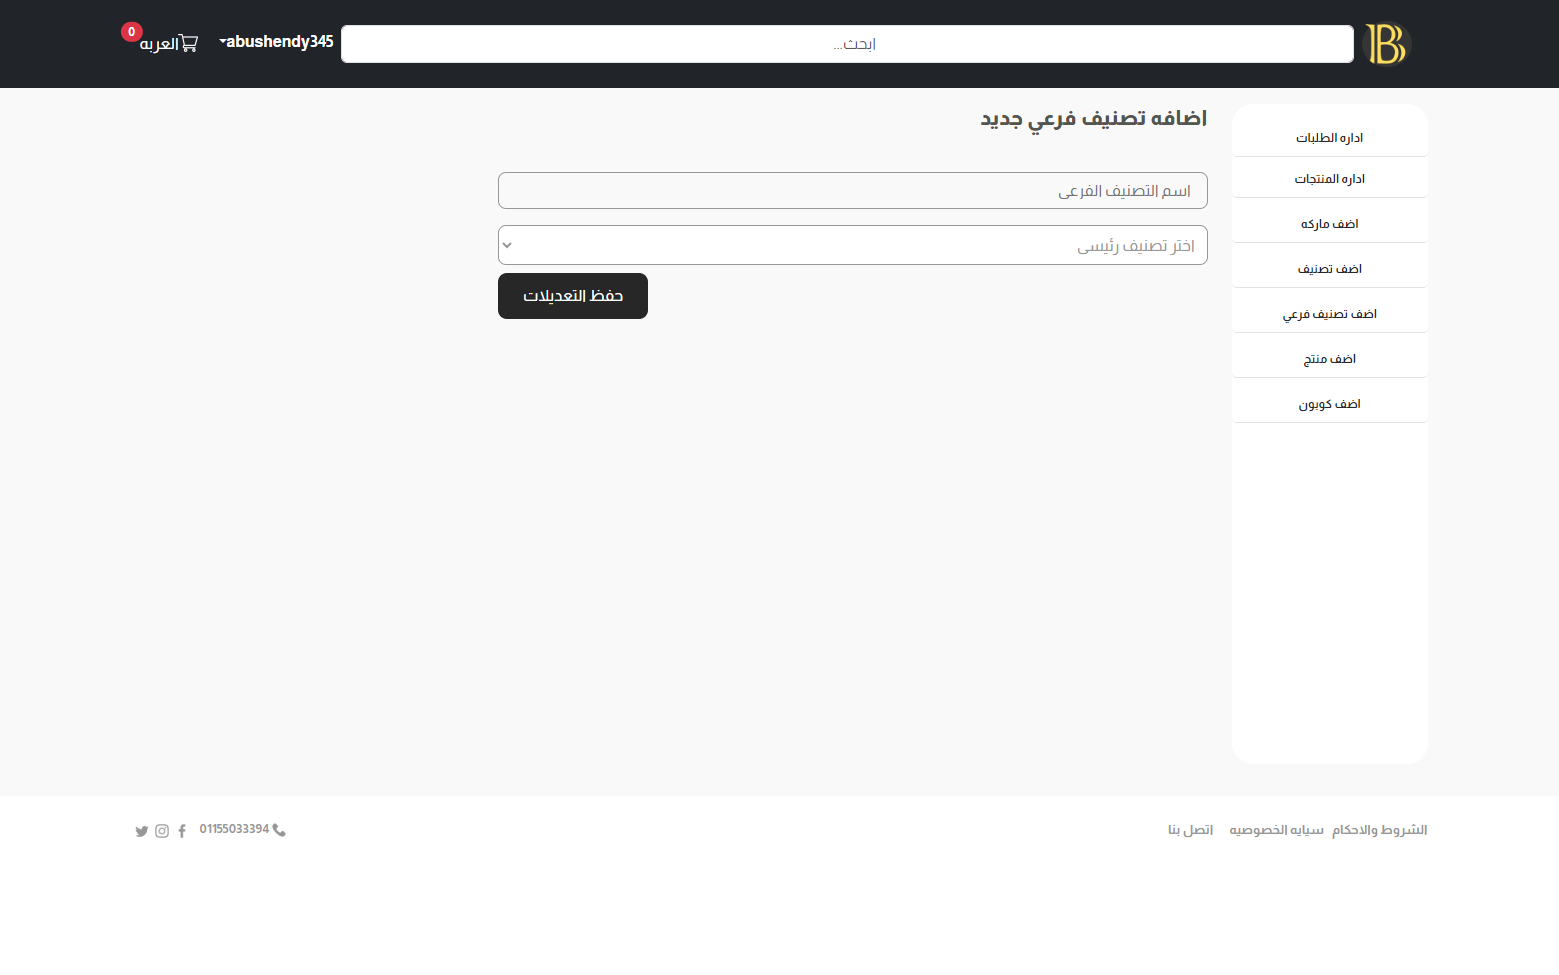 B
ابحث...
abushendy345
العربه
0
اداره الطلبات
اداره المنتجات
اضف ماركه
اضف تصنيف
اضف تصنيف فرعي
اضف منتج
اضف كوبون
اضافه تصنيف فرعي جديد
اسم التصنيف الفرعى
اختر تصنيف رئيسى
حفظ التعديلات
الشروط والاحكام
سيايه الخصوصيه
اتصل بنا
01155033394